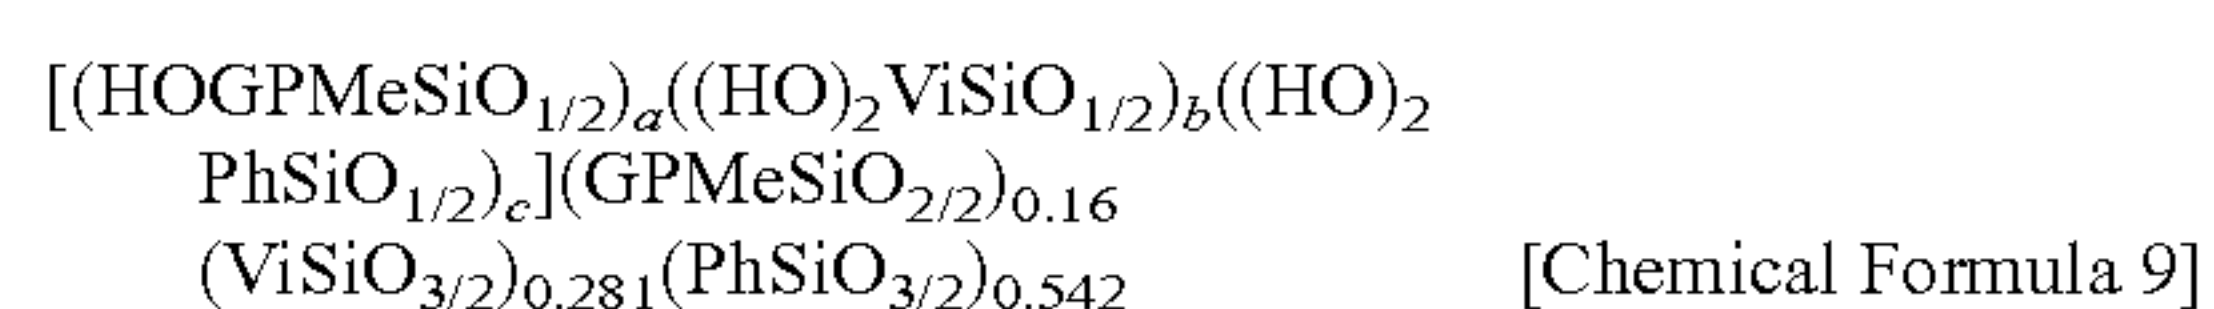 [(HOGPMeSiO1/2)a((HO)2ViSiO1/2)b((HO)2
PhSiO1/2)c](GPMeSiO2/2)0.16
(ViSiO3/2)0.281(PhSiO3/2)0.542 [Chemical Formula 9]